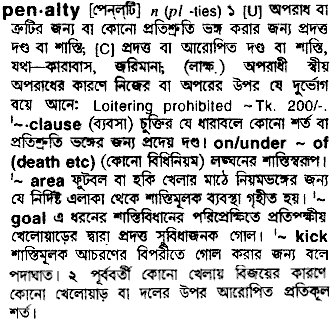 pen·alty [পেনল্‌টি] n (pl -ties) ১ [U] অপরাধ বা
ত্রুটির জন্য বা কোনো প্রতিশ্রুতি ভঙ্গ করার জন্য প্রদত্ত
দণ্ড বা শাস্তি; [C] প্রদত্ত বা আরোপিত দণ্ড বা শাস্তি,
যথা—কারাবাস, জরিমানা; (লাক্ষ.) অপরাধী স্বীয়
অপরাধের কারণে নিজের বা অপরের উপর যে দুর্ভোগ
বয়ে আনে: Loitering prohibited ~ Tk. 200/-.
ˈ~-clause (ব্যবসা) চুক্তির যে ধারাবলে কোনো শর্ত বা
প্রতিশ্রুতি ভঙ্গের জন্য প্রদেয় দণ্ড। on/under ~ of
(death etc) (কোনো বিধিনিয়ম) লঙ্ঘনের শাস্তিস্বরূপ।
ˈ~ area ফুটবল বা হকি খেলার মাঠে নিয়মভঙ্গের জন্য
যে নির্দিষ্ট এলাকা থেকে শাস্তিমূলক ব্যবস্থা গৃহীত হয়। ˈ~
goal এ ধরনের শাস্তিবিধানের পরিপ্রেক্ষিতে প্রতিপক্ষীয়
খেলোয়াড়ের দ্বারা প্রদত্ত সুবিধাজনক গোল। ˈ~ kick
শাস্তিমূলক আচরণের বিপরীতে গোল করার জন্য বলে
পদাঘাত। ২ পূর্ববর্তী কোনো খেলায় বিজয়ের কারণে
কোনো খেলোয়াড় বা দলের উপর আরোপিত প্রতিকূল
শর্ত।